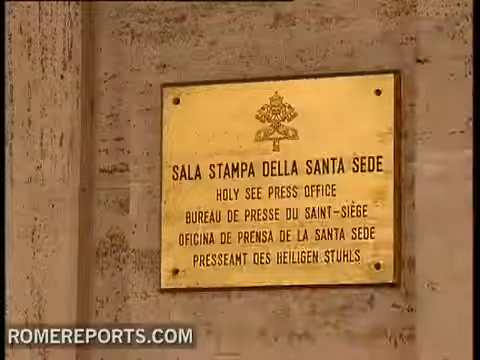 SALA STAMPA DELLA SANTA SEDE
HOLY SEE PRESS OFFICE
BUREAU DE PRESSE DU SAINT-SIÈGE
OFICINA DE PRENSA DE LA SANTA SEDE
PRESSEAMT DES HEILIGEN STUHLS
ROMEREPORTS.COM